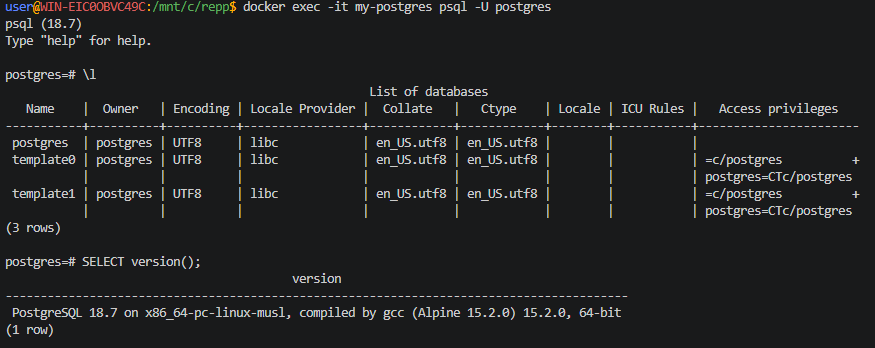 user@WIN-EIC0OBVC49C:/mnt/c/repp$ docker exec -it my-postgres psql -U postgres
psql (18.7)
Type "help" for help.

postgres=# \l
                                                 List of databases
   Name    |  Owner   | Encoding | Locale Provider |  Collate   |   Ctype    | Locale | ICU Rules |   Access privileges
-----------+----------+----------+-----------------+------------+------------+--------+-----------+-----------------------
 postgres  | postgres | UTF8     | libc            | en_US.utf8 | en_US.utf8 |        |           |
 template0 | postgres | UTF8     | libc            | en_US.utf8 | en_US.utf8 |        |           | =c/postgres          +
           |          |          |                 |            |            |        |           | postgres=CTc/postgres
 template1 | postgres | UTF8     | libc            | en_US.utf8 | en_US.utf8 |        |           | =c/postgres          +
           |          |          |                 |            |            |        |           | postgres=CTc/postgres
(3 rows)

postgres=# SELECT version();
                                         version
------------------------------------------------------------------------------------------
 PostgreSQL 18.7 on x86_64-pc-linux-musl, compiled by gcc (Alpine 15.2.0) 15.2.0, 64-bit
(1 row)